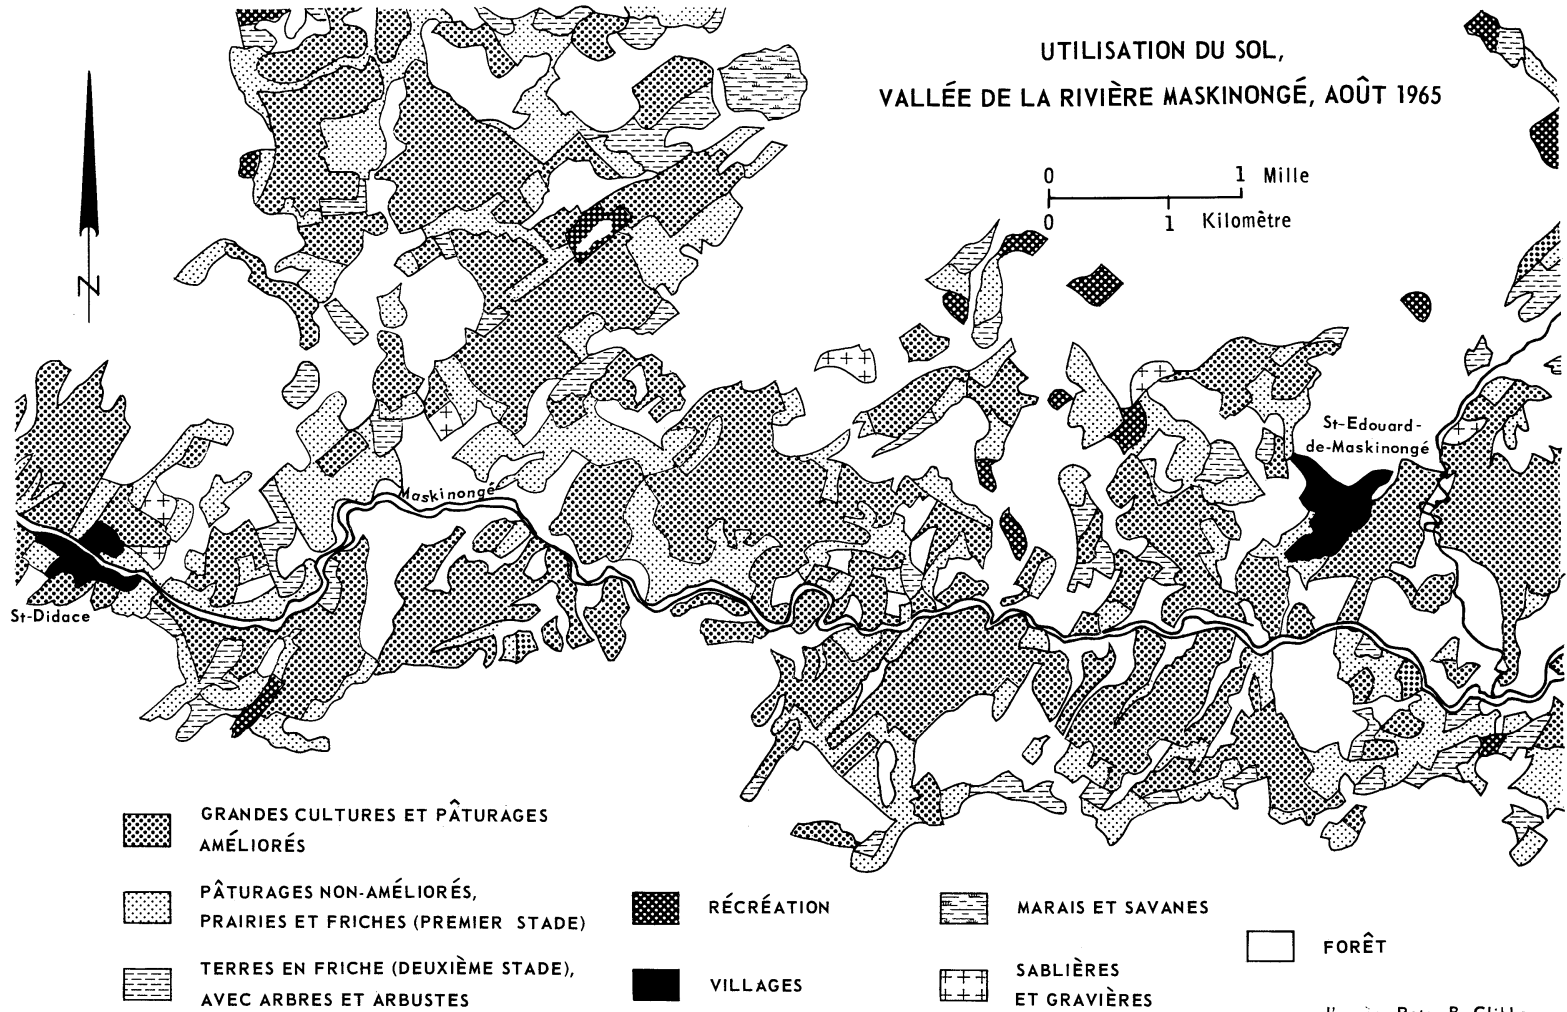 UTILISATION DU SOL,
VALLÉE DE LA RIVIÈRE MASKINONGÉ, AOÛT 1965
0 1 Mille
0 1 Kilomètre
N
St-Edouard-
de-Maskinongé
Maskinongé
St-Didace
GRANDES CULTURES ET PÂTURAGES
AMÉLIORÉS
PÂTURAGES NON-AMÉLIORÉS,
PRAIRIES ET FRICHES (PREMIER STADE)
TERRES EN FRICHE (DEUXIÈME STADE),
AVEC ARBRES ET ARBUSTES
RÉCRÉATION
VILLAGES
MARAIS ET SAVANES
SABLIÈRES
ET GRAVIÈRES
FORÊT